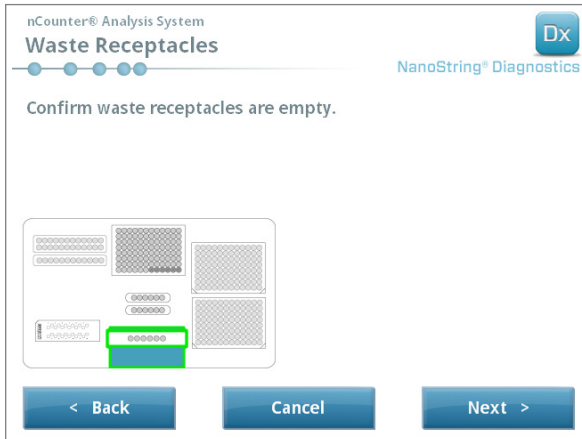 nCounter® Analysis System
Waste Receptacles
Dx
NanoString® Diagnostics
Confirm waste receptacles are empty.
< Back
Cancel
Next >